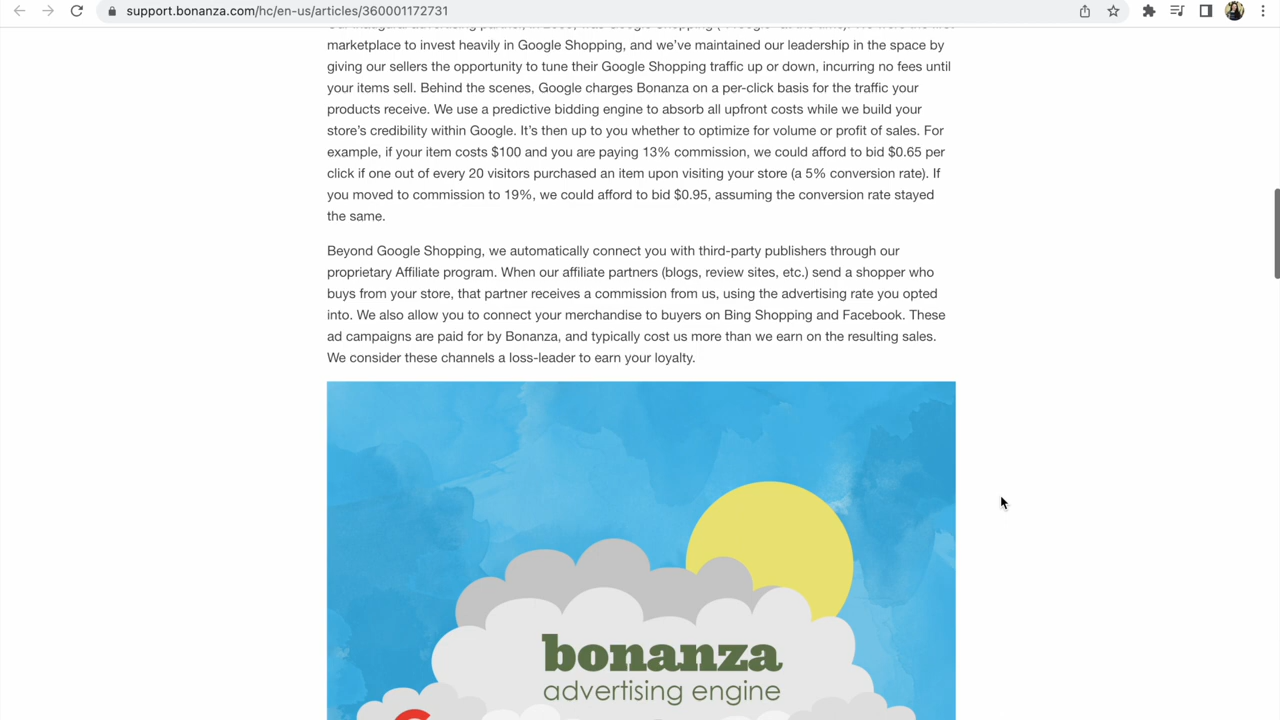 support.bonanza.com/hc/en-us/articles/360001172731
marketplace to invest heavily in Google Shopping, and we've maintained our leadership in the space by
giving our sellers the opportunity to tune their Google Shopping traffic up or down, incurring no fees until
your items sell. Behind the scenes, Google charges Bonanza on a per-click basis for the traffic your
products receive. We use a predictive bidding engine to absorb all upfront costs while we build your
store's credibility within Google. It's then up to you whether to optimize for volume or profit of sales. For
example, if your item costs $100 and you are paying 13% commission, we could afford to bid $0.65 per
click if one out of every 20 visitors purchased an item upon visiting your store (a 5% conversion rate). If
you moved to commission to 19%, we could afford to bid $0.95, assuming the conversion rate stayed
the same.
Beyond Google Shopping, we automatically connect you with third-party publishers through our
proprietary Affiliate program. When our affiliate partners (blogs, review sites, etc.) send a shopper who
buys from your store, that partner receives a commission from us, using the advertising rate you opted
into. We also allow you to connect your merchandise to buyers on Bing Shopping and Facebook. These
ad campaigns are paid for by Bonanza, and typically cost us more than we earn on the resulting sales.
We consider these channels a loss-leader to earn your loyalty.
bonanza
advertising engine